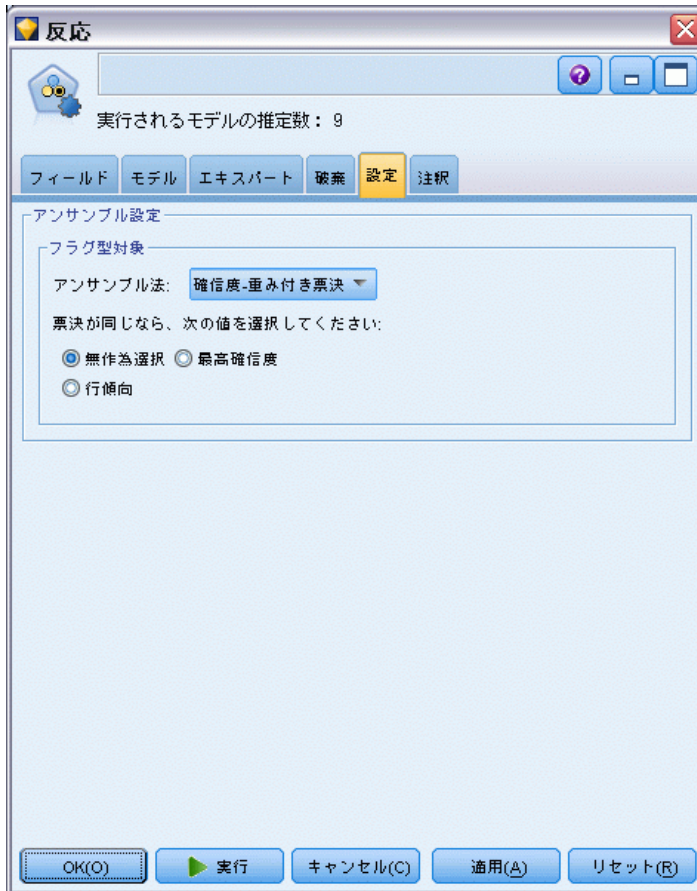 反応
実行されるモデルの推定数: 9
フィールド モデル エキスパート 破棄 設定 注釈
アンサンブル設定
フラグ型対象
アンサンブル法: 確信度-重み付き票決
票決が同じなら、次の値を選択してください:
無作為選択 最高確信度
行傾向
OK(O) 実行 キャンセル(C) 適用(A) リセット(R)